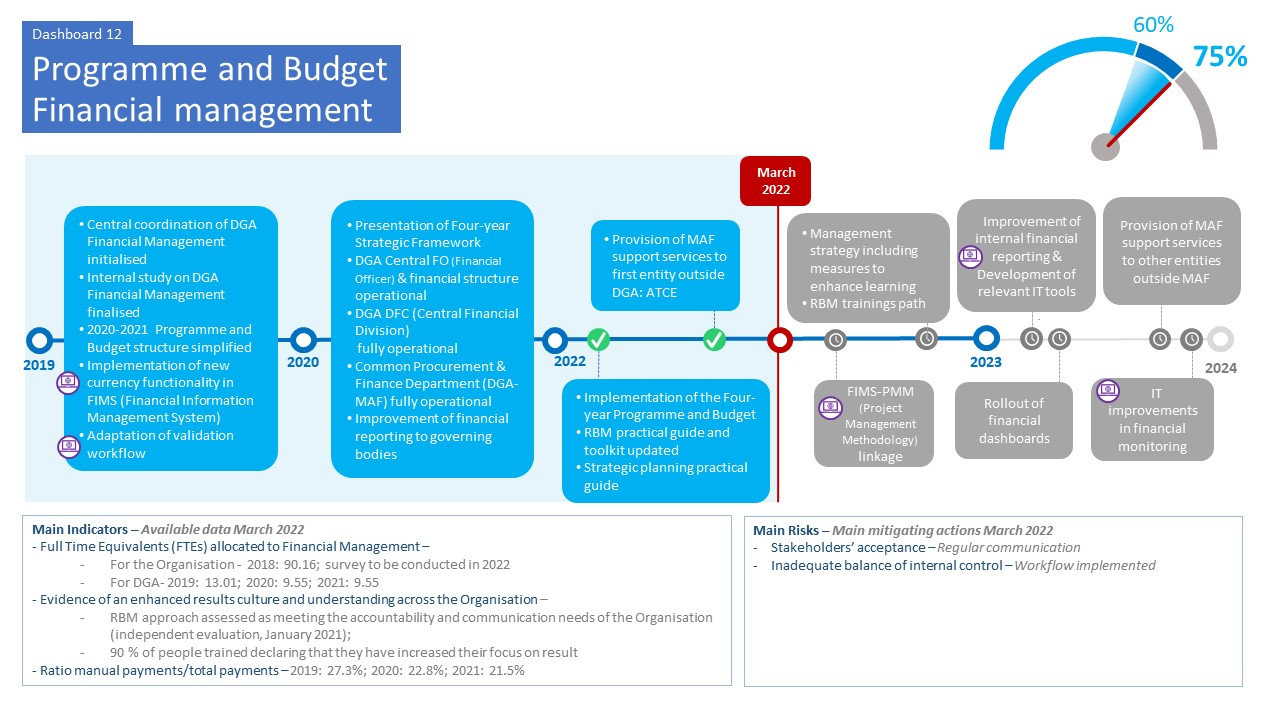 Dashboard 12
Programme and Budget
Financial management
60%
75%
March
2022
• Central coordination of DGA
Financial Management
initialised
• Internal study on DGA
Financial Management
finalised
• 2020-2021 Programme and
Budget structure simplified
• Implementation of new
currency functionality in
FIMS (Financial Information
Management System)
• Adaptation of validation
workflow
• Presentation of Four-year
Strategic Framework
• DGA Central FO (Financial
Officer) & financial structure
operational
• DGA DFC (Central Financial
Division)
fully operational
• Common Procurement &
Finance Department (DGA-
MAF) fully operational
• Improvement of financial
reporting to governing
bodies
• Provision of MAF
support services to
first entity outside
DGA: ATCE
• Implementation of the Four-
year Programme and Budget
• RBM practical guide and
toolkit updated
• Strategic planning practical
guide
• Management
strategy including
measures to
enhance learning
• RBM trainings path
FIMS-PMM
(Project
Management
Methodology)
linkage
Improvement of
internal financial
reporting &
Development of
relevant IT tools
Rollout of
financial
dashboards
Provision of MAF
support services
to other entities
outside MAF
IT
improvements
in financial
monitoring
2019
2020
2022
2023
2024
Main Indicators – Available data March 2022
- Full Time Equivalents (FTEs) allocated to Financial Management –
- For the Organisation - 2018: 90.16; survey to be conducted in 2022
- For DGA- 2019: 13.01; 2020: 9.55; 2021: 9.55
- Evidence of an enhanced results culture and understanding across the Organisation –
- RBM approach assessed as meeting the accountability and communication needs of the Organisation
(independent evaluation, January 2021);
- 90 % of people trained declaring that they have increased their focus on result
- Ratio manual payments/total payments – 2019: 27.3%; 2020: 22.8%; 2021: 21.5%
Main Risks – Main mitigating actions March 2022
- Stakeholders’ acceptance – Regular communication
- Inadequate balance of internal control – Workflow implemented